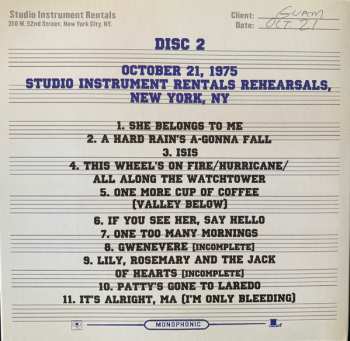 Studio Instrument Rentals
310 W. 52nd Street, New York City, NY.
Client: GUAM
Date: OCT 21
DISC 2
OCTOBER 21, 1975
STUDIO INSTRUMENT RENTALS REHEARSALS,
NEW YORK, NY
1. SHE BELONGS TO ME
2. A HARD RAIN'S A-GONNA FALL
3. ISIS
4. THIS WHEEL'S ON FIRE/HURRICANE/
ALL ALONG THE WATCHTOWER
5. ONE MORE CUP OF COFFEE
(VALLEY BELOW)
6. IF YOU SEE HER, SAY HELLO
7. ONE TOO MANY MORNINGS
8. GWENEVERE [INCOMPLETE]
9. LILY, ROSEMARY AND THE JACK
OF HEARTS [INCOMPLETE]
10. PATTY'S GONE TO LAREDO
11. IT'S ALRIGHT, MA (I'M ONLY BLEEDING)
MONOPHONIC